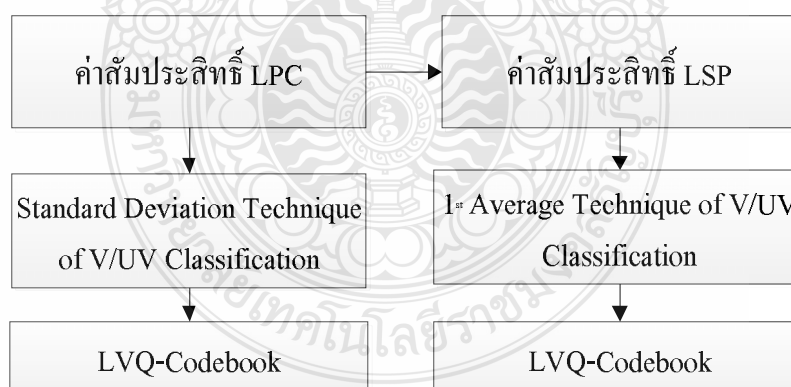 ค่าสัมประสิทธิ์ LPC
ค่าสัมประสิทธิ์ LSP
Standard Deviation Technique
of V/UV Classification
1st Average Technique of V/UV
Classification
LVQ-Codebook
LVQ-Codebook